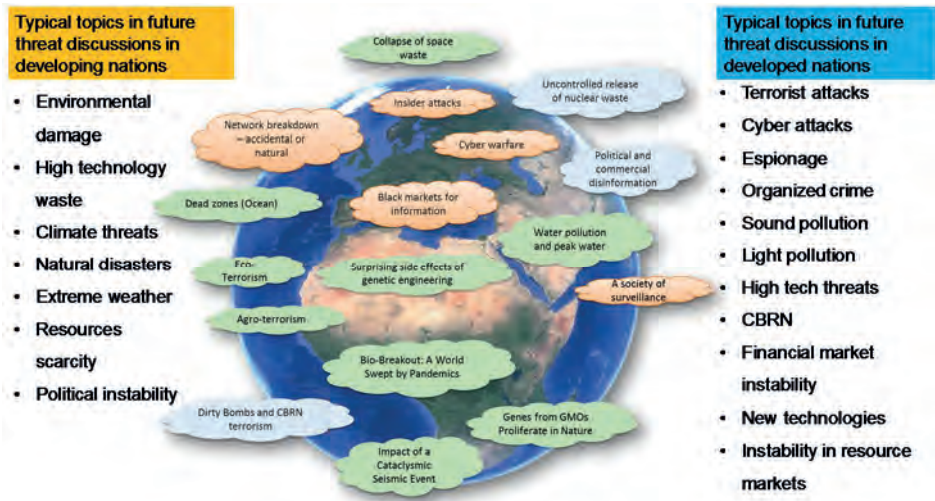 Typical topics in future
threat discussions in
developing nations
• Environmental
damage
• High technology
waste
• Climate threats
• Natural disasters
• Extreme weather
• Resources
scarcity
• Political instability
Collapse of space
waste
Uncontrolled release
of nuclear waste
Insider attacks
Network breakdown
– accidental or
natural
Cyber warfare
Political and
commercial
disinformation
Dead zones (Ocean)
Black markets for
information
Water pollution
and peak water
Eco-
Terrorism
Surprising side effects of
genetic engineering
A society of
surveillance
Agro-terrorism
Bio-Breakout: A World
Swept by Pandemics
Dirty Bombs and CBRN
terrorism
Genes from GMOs
Proliferate in Nature
Impact of a
Cataclysmic
Seismic Event
Typical topics in future
threat discussions in
developed nations
• Terrorist attacks
• Cyber attacks
• Espionage
• Organized crime
• Sound pollution
• Light pollution
• High tech threats
• CBRN
• Financial market
instability
• New technologies
• Instability in resource
markets